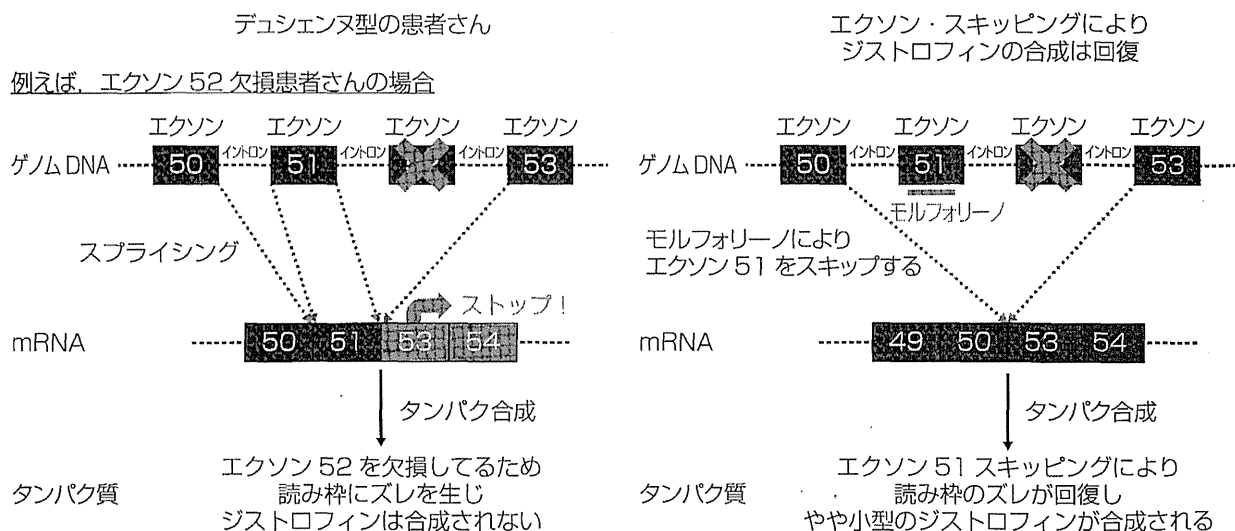 デュシェンヌ型の患者さん
例えば，エクソン 52 欠損患者さんの場合
エクソン エクソン エクソン エクソン
ゲノム DNA 50 イントロン 51 イントロン イントロン 53
スプライシング
ストップ！
mRNA 50 51 53 54
タンパク合成
タンパク質
エクソン 52 を欠損してるため
読み枠にズレを生じ
ジストロフィンは合成されない
エクソン・スキッピングにより
ジストロフィンの合成は回復
エクソン エクソン エクソン エクソン
ゲノム DNA 50 イントロン 51 イントロン イントロン 53
モルフォリーノ
モルフォリーノにより
エクソン 51 をスキップする
mRNA 49 50 53 54
タンパク合成
タンパク質
エクソン 51 スキッピングにより
読み枠のズレが回復し
やや小型のジストロフィンが合成される